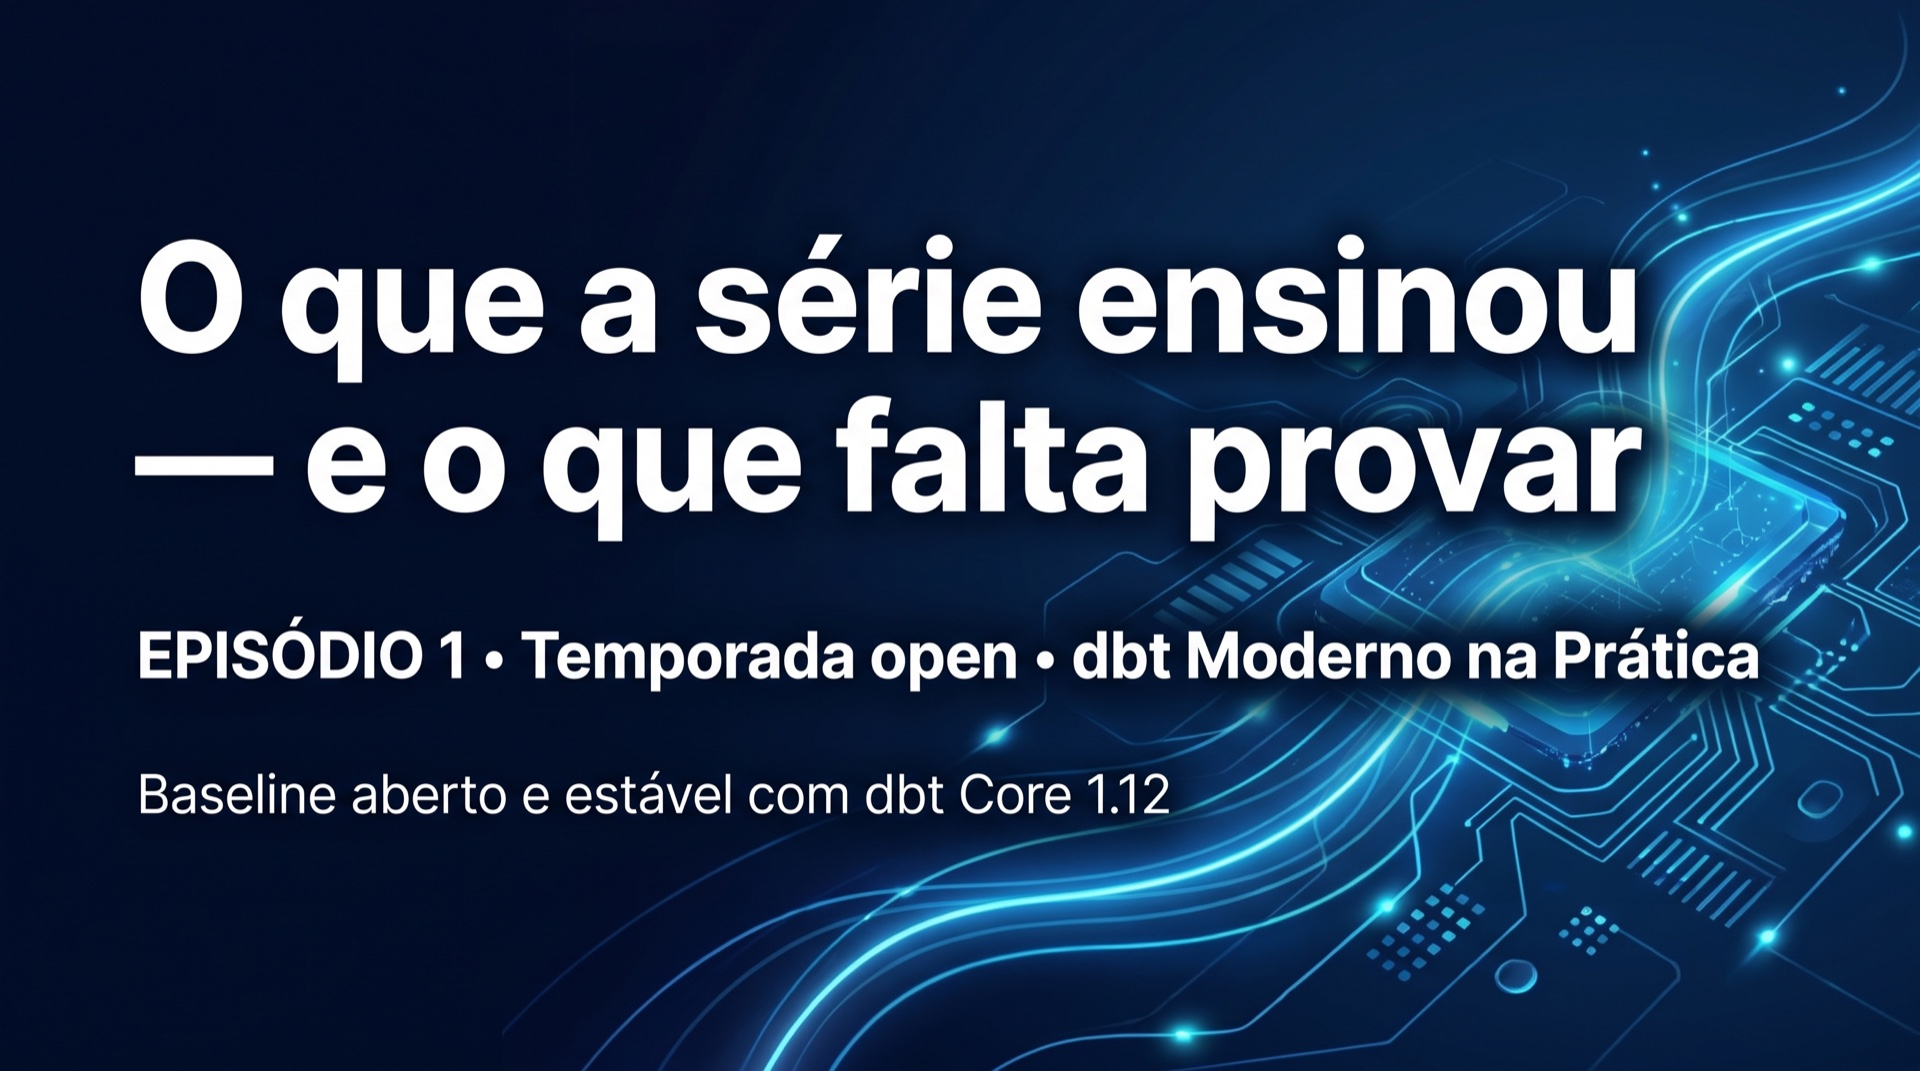 O que a série ensinou
— e o que falta provar
EPISÓDIO 1 • Temporada open • dbt Moderno na Prática
Baseline aberto e estável com dbt Core 1.12